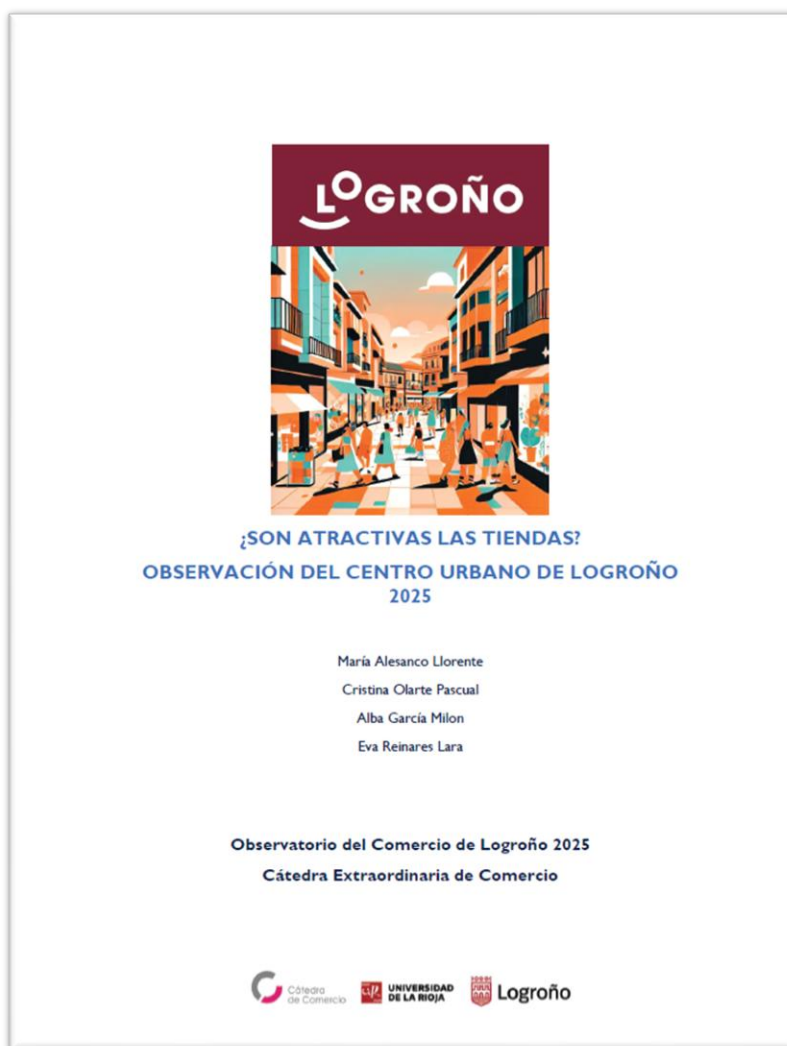 LOGROÑO
¿SON ATRACTIVAS LAS TIENDAS?
OBSERVACIÓN DEL CENTRO URBANO DE LOGROÑO
2025
María Alesanco Llorente
Cristina Olarte Pascual
Alba García Milon
Eva Reinares Lara
Observatorio del Comercio de Logroño 2025
Cátedra Extraordinaria de Comercio
Cátedra
de Comercio
UNIVERSIDAD
DE LA RIOJA
Logroño